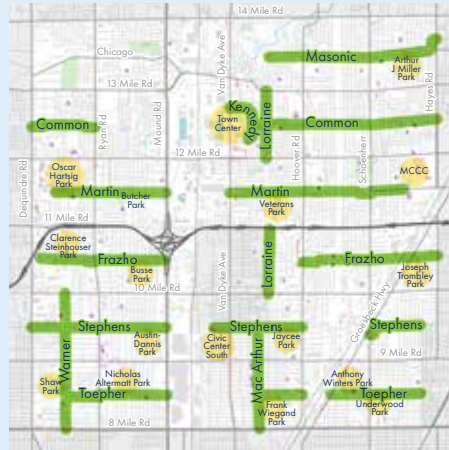 14 Mile Rd
Chicago
Van Dyke Ave
Masonic
Arthur
J Miller
Park
13 Mile Rd
Hayes Rd
Kennedy
Lorraine
Town
Center
Common
Common
Ryan Rd
Mound Rd
Hoover Rd
Schoenherr
12 Mile Rd
Dequindre Rd
Oscar
Hartsig
Park
MCCC
Martin
Butcher
Park
Martin
Veterans
Park
11 Mile Rd
Clarence
Steinhouser
Park
Frazho
Busse
Park
Van Dyke Ave
Lorraine
Frazho
Joseph
Trombley
Park
10 Mile Rd
Groesbeck Hwy
Stephens
Stephens
Stephens
Warner
Austin-
Dannis
Park
Civic
Center
South
Mac Arthur
Jaycee
Park
9 Mile Rd
Shaw
Park
Nicholas
Altermatt Park
Toepher
Anthony
Winters Park
Toepher
Underwood
Park
Frank
Wiegand
Park
8 Mile Rd